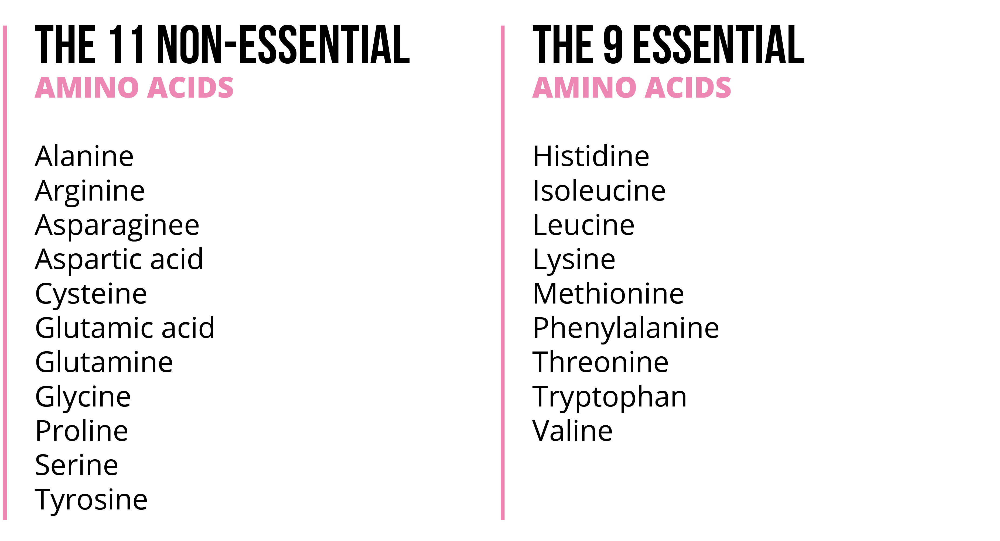 THE 11 NON-ESSENTIAL
AMINO ACIDS
Alanine
Arginine
Asparaginee
Aspartic acid
Cysteine
Glutamic acid
Glutamine
Glycine
Proline
Serine
Tyrosine
THE 9 ESSENTIAL
AMINO ACIDS
Histidine
Isoleucine
Leucine
Lysine
Methionine
Phenylalanine
Threonine
Tryptophan
Valine